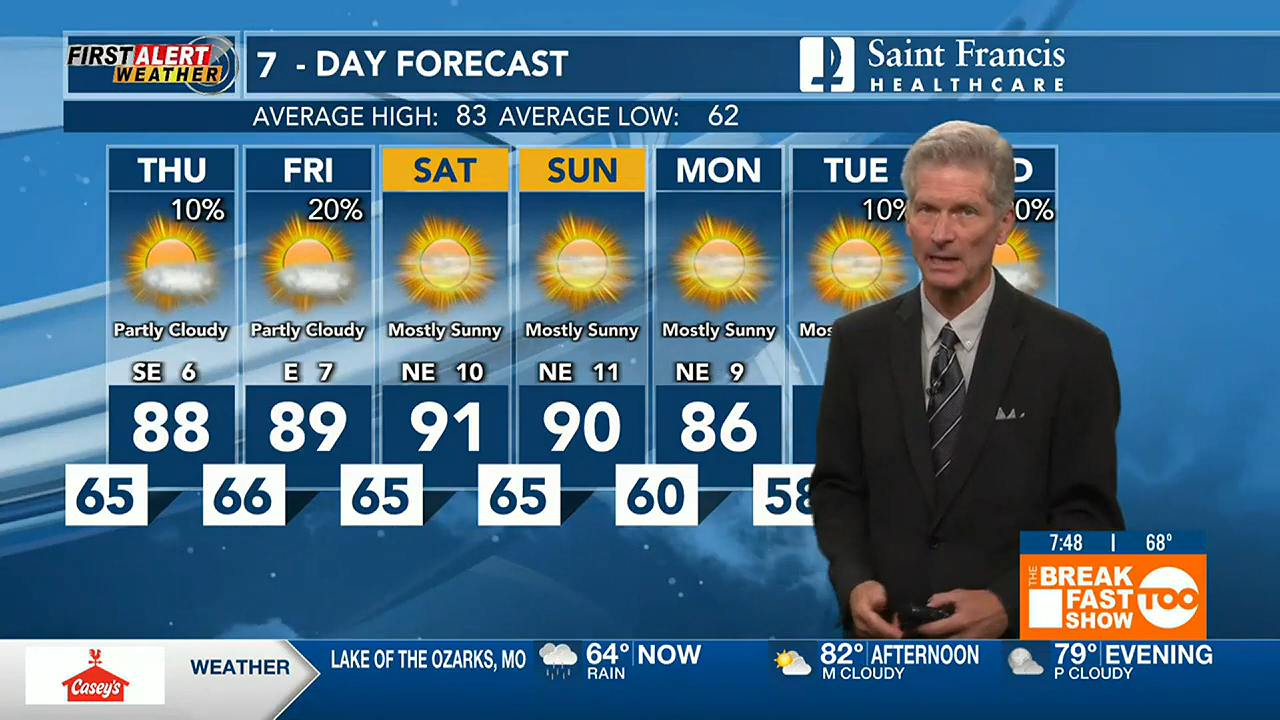 FIRST ALERT
WEATHER
7 - DAY FORECAST
Saint Francis
HEALTHCARE
AVERAGE HIGH: 83 AVERAGE LOW: 62
THU FRI SAT SUN MON TUE
10% 20% 10%
Partly Cloudy Partly Cloudy Mostly Sunny Mostly Sunny Mostly Sunny
SE 6 E 7 NE 10 NE 11 NE 9
88 89 91 90 86
65 66 65 65 60 58
7:48 | 68°
THE BREAK
FAST TOO
SHOW
Casey's
WEATHER
LAKE OF THE OZARKS, MO
64° NOW
RAIN
82° AFTERNOON
M CLOUDY
79° EVENING
P CLOUDY